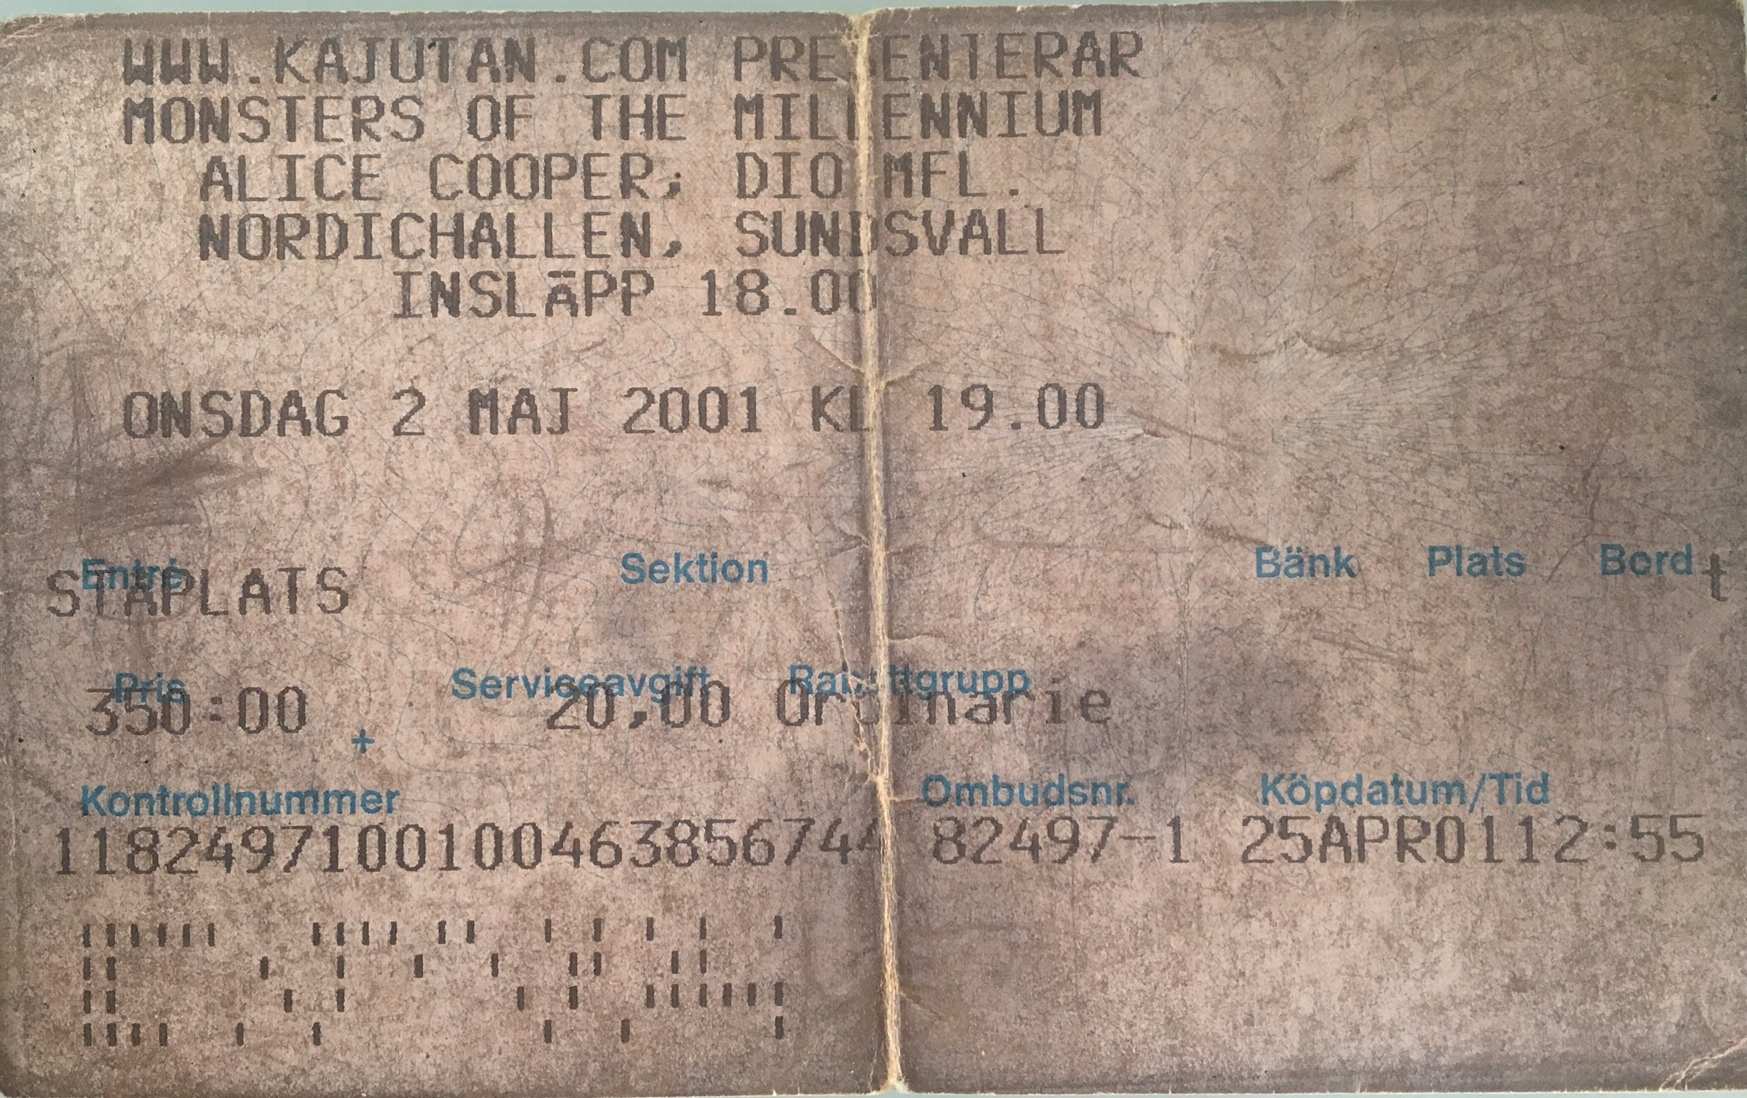 WWW.KAJUTAN.COM PRESENTERAR
MONSTERS OF THE MILLENNIUM
ALICE COOPER, DIO MFL.
NORDICHALLEN, SUNDSVALL
INSLÄPP 18.00
ONSDAG 2 MAJ 2001 KL 19.00
Entré Sektion Bänk Plats Bord
STÅPLATS t
Pris Serviceavgift Rabattgrupp
350:00 + 20,00 Ordinarie
Kontrollnummer Ombudsnr. Köpdatum/Tid
118249710010046385674 82497-1 25APR0112:55